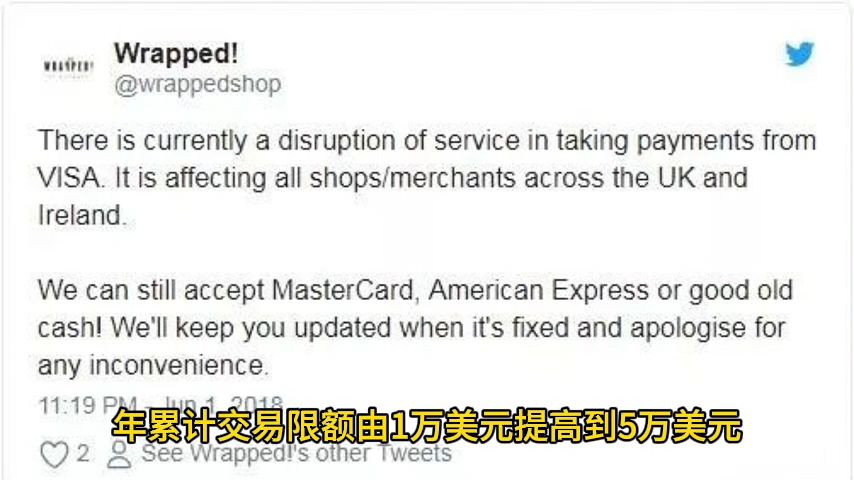 Wrapped!
WRAPPED!
@wrappedshop
There is currently a disruption of service in taking payments from
VISA. It is affecting all shops/merchants across the UK and
Ireland.
We can still accept MasterCard, American Express or good old
cash! We'll keep you updated when it's fixed and apologise for
any inconvenience.
11:19 PM - Jun 1, 2018
年累计交易限额由1万美元提高到5万美元
2 See Wrapped!'s other Tweets